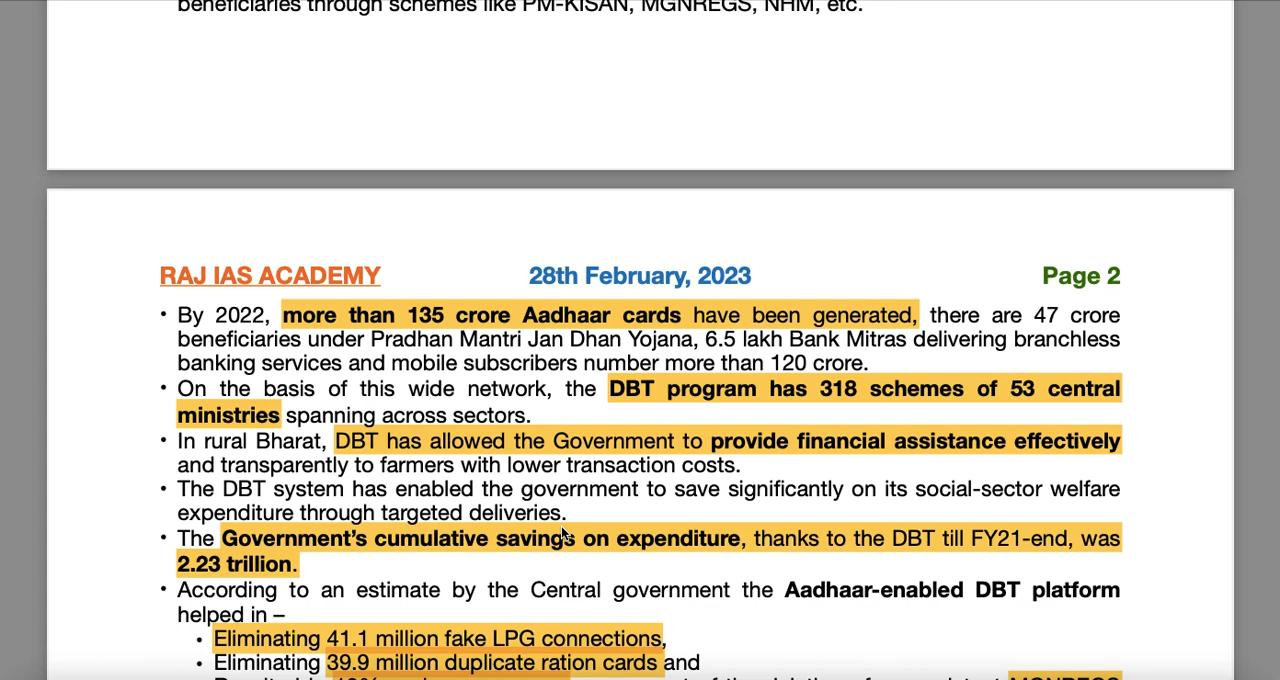 beneficiaries through schemes like PM-KISAN, MGNREGS, NHM, etc.
RAJ IAS ACADEMY 28th February, 2023 Page 2
• By 2022, more than 135 crore Aadhaar cards have been generated, there are 47 crore
beneficiaries under Pradhan Mantri Jan Dhan Yojana, 6.5 lakh Bank Mitras delivering branchless
banking services and mobile subscribers number more than 120 crore.
• On the basis of this wide network, the DBT program has 318 schemes of 53 central
ministries spanning across sectors.
• In rural Bharat, DBT has allowed the Government to provide financial assistance effectively
and transparently to farmers with lower transaction costs.
• The DBT system has enabled the government to save significantly on its social-sector welfare
expenditure through targeted deliveries.
• The Government’s cumulative savings on expenditure, thanks to the DBT till FY21-end, was
2.23 trillion.
• According to an estimate by the Central government the Aadhaar-enabled DBT platform
helped in –
• Eliminating 41.1 million fake LPG connections,
• Eliminating 39.9 million duplicate ration cards and